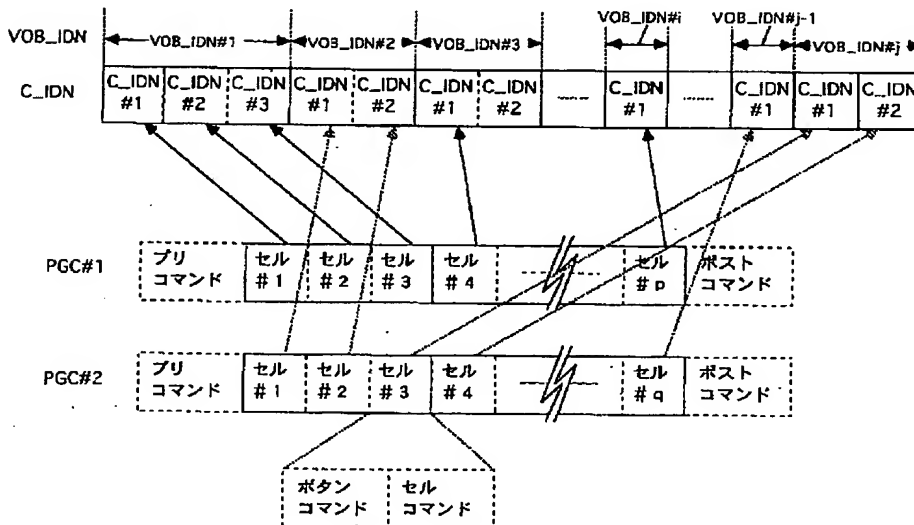 VOB_IDN VOB_IDN#1 VOB_IDN#2 VOB_IDN#3 VOB_IDN#i VOB_IDN#j-1 VOB_IDN#j
C_IDN C_IDN C_IDN C_IDN C_IDN C_IDN C_IDN C_IDN C_IDN C_IDN C_IDN C_IDN
#1 #2 #3 #1 #2 #1 #2 #1 #1 #1 #2
PGC#1 プリ セル セル セル セル セル ポスト
コマンド #1 #2 #3 #4 #p コマンド
PGC#2 プリ セル セル セル セル セル ポスト
コマンド #1 #2 #3 #4 #q コマンド
ボタン セル
コマンド コマンド